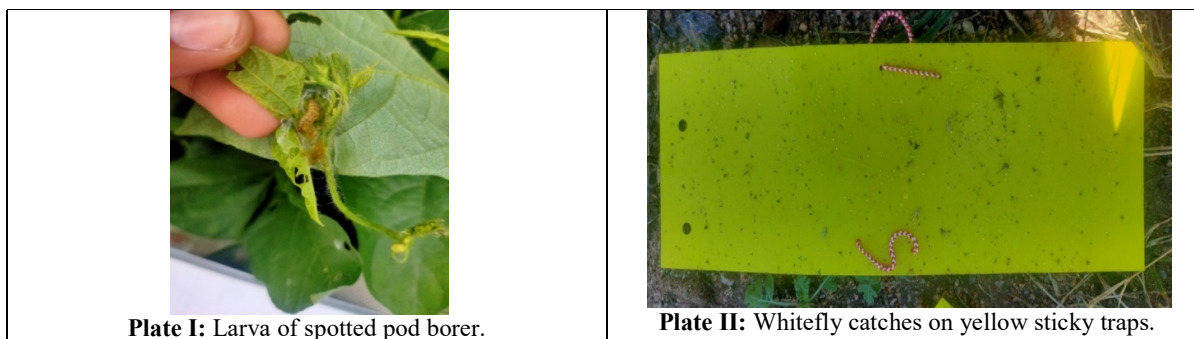 Plate I: Larva of spotted pod borer.
Plate II: Whitefly catches on yellow sticky traps.